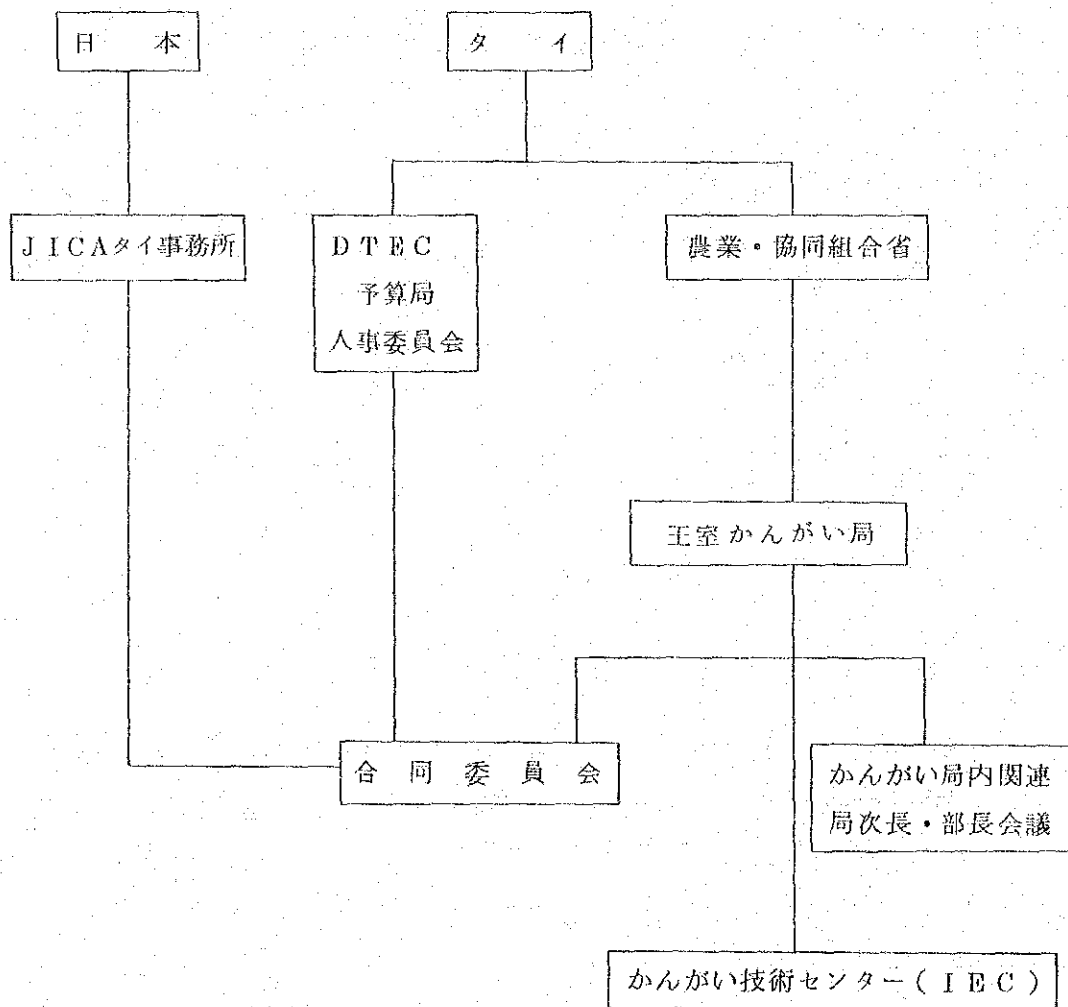 日本
タイ
JICAタイ事務所
DTEC
予算局
人事委員会
農業・協同組合省
王室かんがい局
合同委員会
かんがい局内関連
局次長・部長会議
かんがい技術センター(IEC)